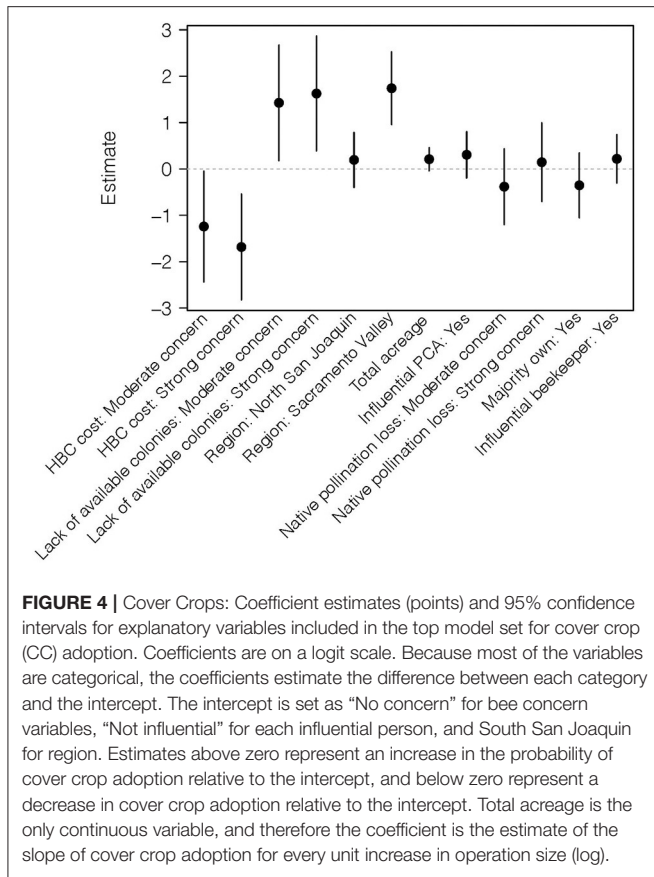 3
2
1
0
−1
−2
−3
Estimate
HBC cost: Moderate concern
HBC cost: Strong concern
Lack of available colonies: Moderate concern
Lack of available colonies: Strong concern
Region: North San Joaquin
Region: Sacramento Valley
Total acreage
Influential PCA: Yes
Native pollination loss: Moderate concern
Native pollination loss: Strong concern
Majority own: Yes
Influential beekeeper: Yes
FIGURE 4 | Cover Crops: Coefficient estimates (points) and 95% confidence
intervals for explanatory variables included in the top model set for cover crop
(CC) adoption. Coefficients are on a logit scale. Because most of the variables
are categorical, the coefficients estimate the difference between each category
and the intercept. The intercept is set as “No concern” for bee concern
variables, “Not influential” for each influential person, and South San Joaquin
for region. Estimates above zero represent an increase in the probability of
cover crop adoption relative to the intercept, and below zero represent a
decrease in cover crop adoption relative to the intercept. Total acreage is the
only continuous variable, and therefore the coefficient is the estimate of the
slope of cover crop adoption for every unit increase in operation size (log).